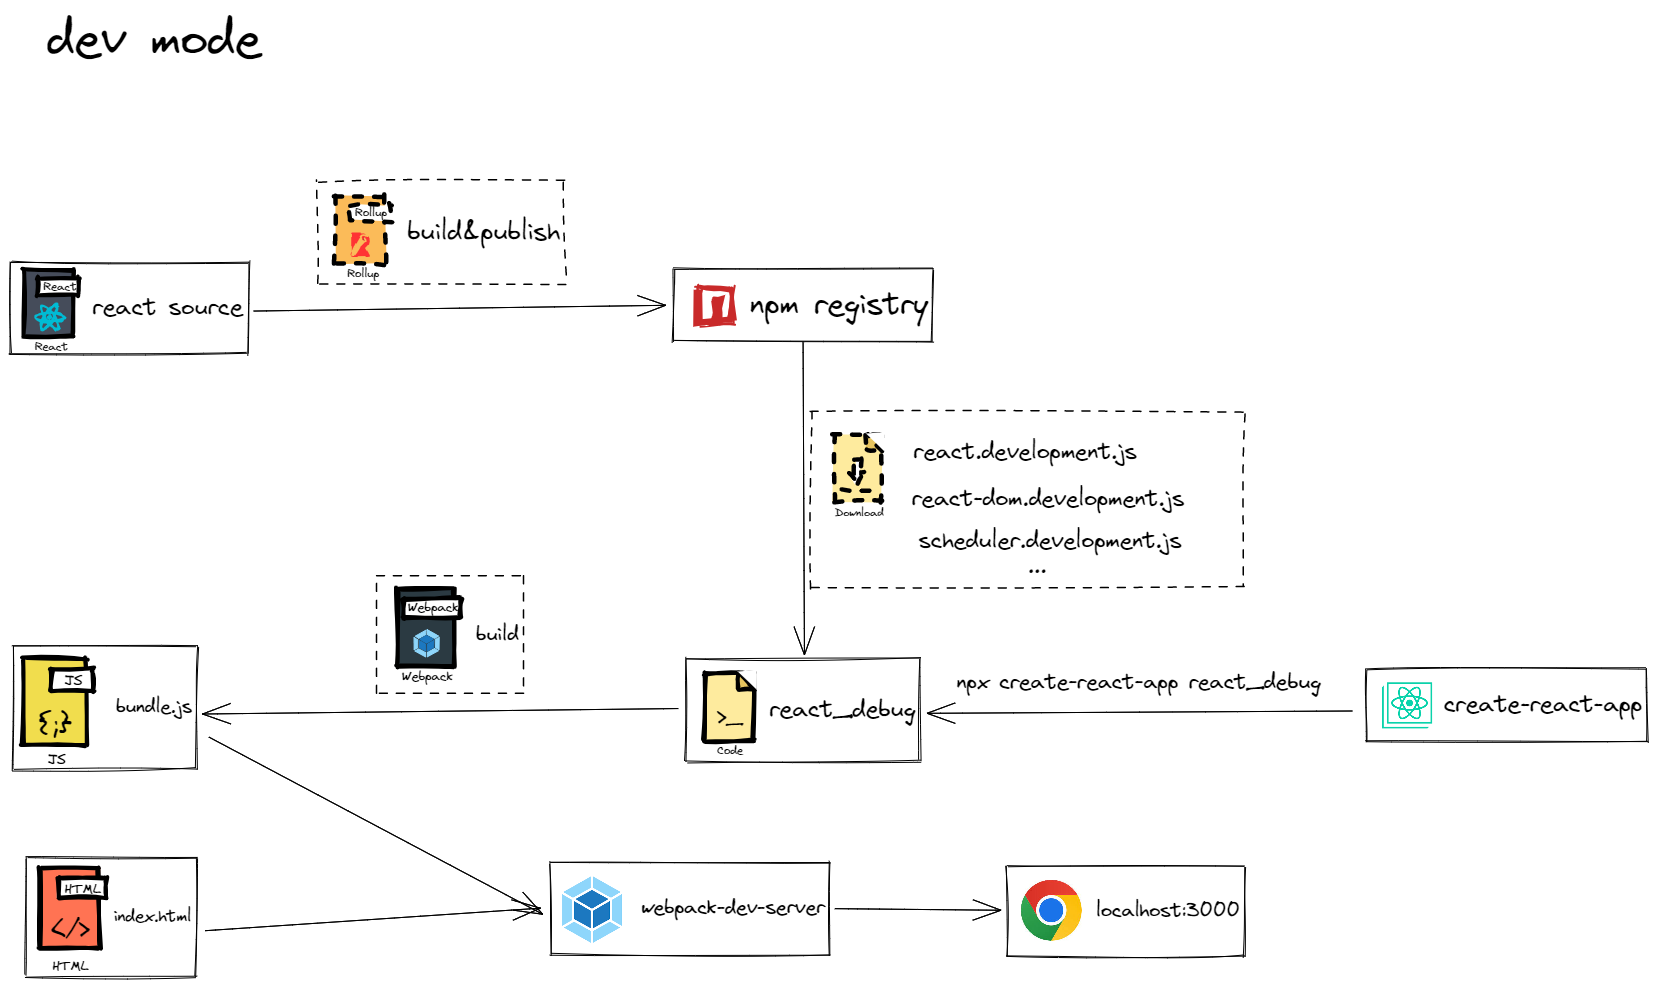 dev mode
Rollup
build&publish
Rollup
React
react source
React
npm registry
react.development.js
react-dom.development.js
Download
scheduler.development.js
...
Webpack
build
Webpack
JS
bundle.js
{;}
JS
>_
react_debug
Code
npx create-react-app react_debug
create-react-app
HTML
index.html
</>
HTML
webpack-dev-server
localhost:3000